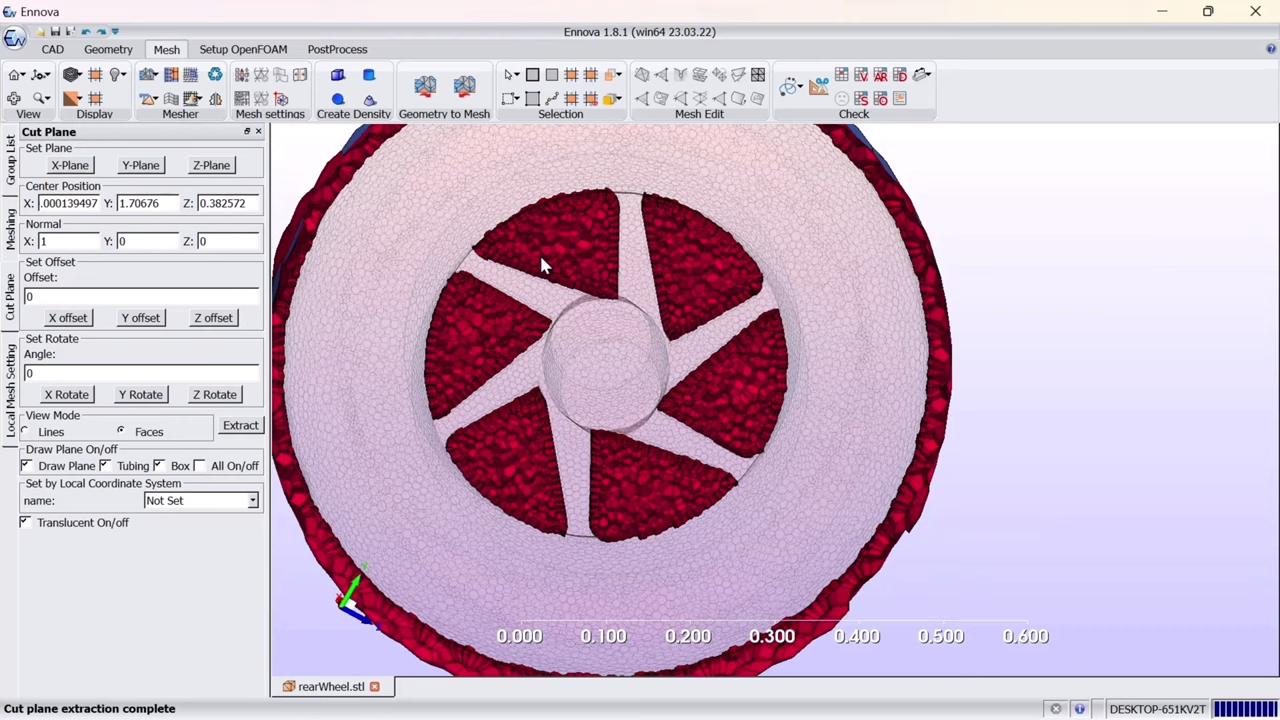 Ennova
Ennova 1.8.1 (win64 23.03.22)
CAD Geometry Mesh Setup OpenFOAM PostProcess
View Display Mesher Mesh settings Create Density Geometry to Mesh Selection Mesh Edit Check
Cut Plane
Set Plane
X-Plane Y-Plane Z-Plane
Center Position
X: .000139497 Y: 1.70676 Z: 0.382572
Normal
X: 1 Y: 0 Z: 0
Set Offset
Offset:
0
X offset Y offset Z offset
Set Rotate
Angle:
0
X Rotate Y Rotate Z Rotate
View Mode
Lines Faces Extract
Draw Plane On/off
Draw Plane Tubing Box All On/off
Set by Local Coordinate System
name: Not Set
Translucent On/off
Group List
Meshing
Cut Plane
Local Mesh Setting
0.000 0.100 0.200 0.300 0.400 0.500 0.600
rearWheel.stl
Cut plane extraction complete DESKTOP-651KV2T